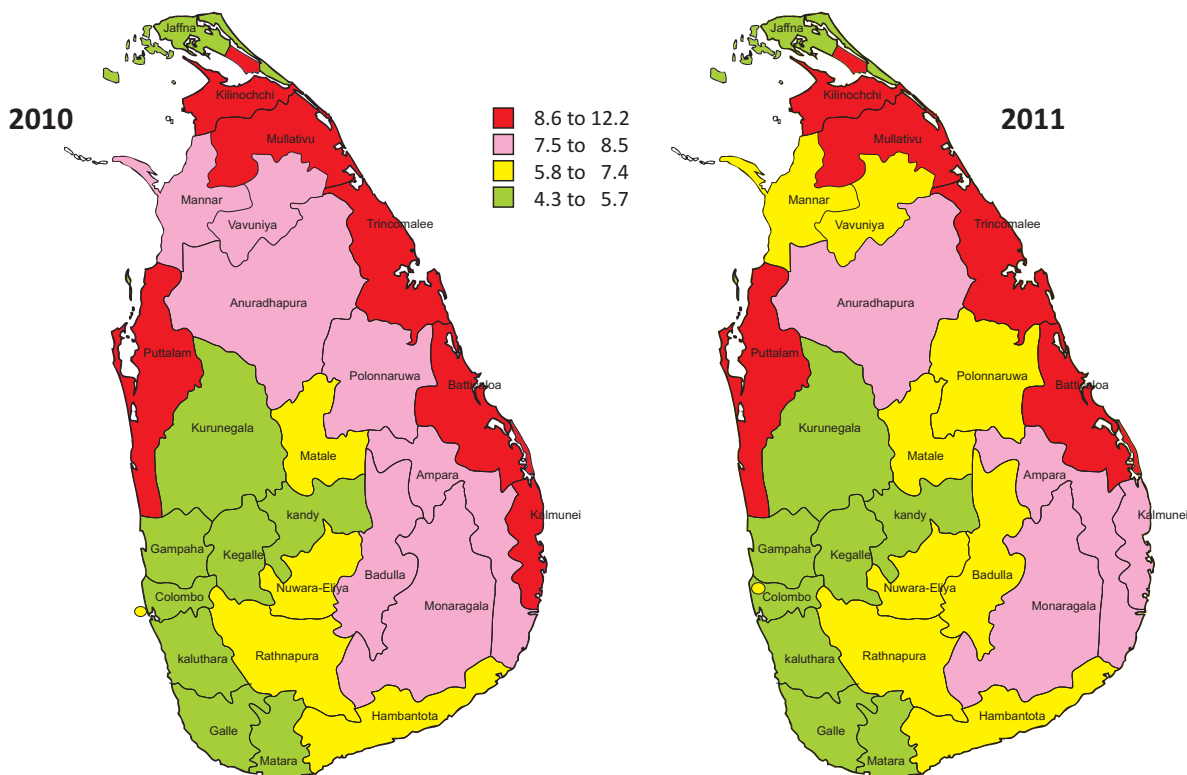 2010
Jaffna
Kilinochchi
Mullativu
Mannar
Vavuniya
Trincomalee
Anuradhapura
Puttalam
Polonnaruwa
Batticaloa
Kurunegala
Matale
Ampara
kandy
Kalmunei
Gampaha
Kegalle
Badulla
Nuwara-Eliya
Colombo
Monaragala
kaluthara
Rathnapura
Hambantota
Galle
Matara
8.6 to 12.2
7.5 to 8.5
5.8 to 7.4
4.3 to 5.7
2011
Jaffna
Kilinochchi
Mullativu
Mannar
Vavuniya
Trincomalee
Anuradhapura
Puttalam
Polonnaruwa
Batticaloa
Kurunegala
Matale
Ampara
kandy
Kalmunei
Gampaha
Kegalle
Badulla
Nuwara-Eliya
Colombo
Monaragala
kaluthara
Rathnapura
Hambantota
Galle
Matara